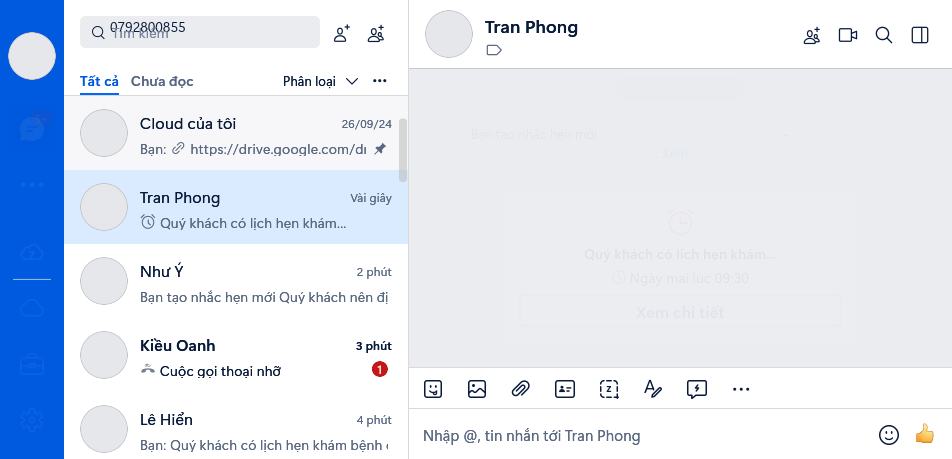 0792800855
Tìm kiếm
Tất cả Chưa đọc Phân loại
Cloud của tôi 26/09/24
Bạn: https://drive.google.com/dr
Tran Phong Vài giây
Quý khách có lịch hẹn khám...
Như Ý 2 phút
Bạn tạo nhắc hẹn mới Quý khách nên đị
Kiều Oanh 3 phút
Cuộc gọi thoại nhỡ 1
Lê Hiển 4 phút
Bạn: Quý khách có lịch hẹn khám bệnh
Tran Phong
Bạn tạo nhắc hẹn mới
Xem
Quý khách có lịch hẹn khám...
Ngày mai lúc 09:30
Xem chi tiết
Nhập @, tin nhắn tới Tran Phong